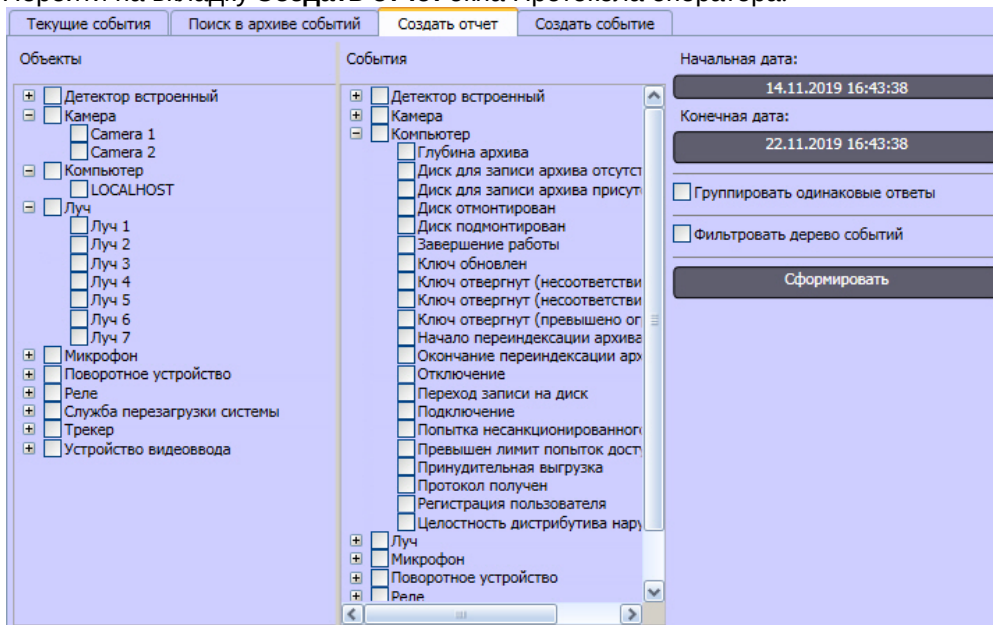 Перейти на вкладку Создать отчет окна Протокола оператора.
Текущие события
Поиск в архиве событий
Создать отчет
Создать событие
Объекты
Детектор встроенный
Камера
Camera 1
Camera 2
Компьютер
LOCALHOST
Луч
Луч 1
Луч 2
Луч 3
Луч 4
Луч 5
Луч 6
Луч 7
Микрофон
Поворотное устройство
Реле
Служба перезагрузки системы
Трекер
Устройство видеоввода
События
Детектор встроенный
Камера
Компьютер
Глубина архива
Диск для записи архива отсутст
Диск для записи архива присут
Диск отмонтирован
Диск подмонтирован
Завершение работы
Ключ обновлен
Ключ отвергнут (несоответстви
Ключ отвергнут (несоответстви
Ключ отвергнут (превышено ог
Начало переиндексации архива
Окончание переиндексации арх
Отключение
Переход записи на диск
Подключение
Попытка несанкционированног
Превышен лимит попыток дост
Принудительная выгрузка
Протокол получен
Регистрация пользователя
Целостность дистрибутива нару
Луч
Микрофон
Поворотное устройство
Реле
Начальная дата:
14.11.2019 16:43:38
Конечная дата:
22.11.2019 16:43:38
Группировать одинаковые ответы
Фильтровать дерево событий
Сформировать